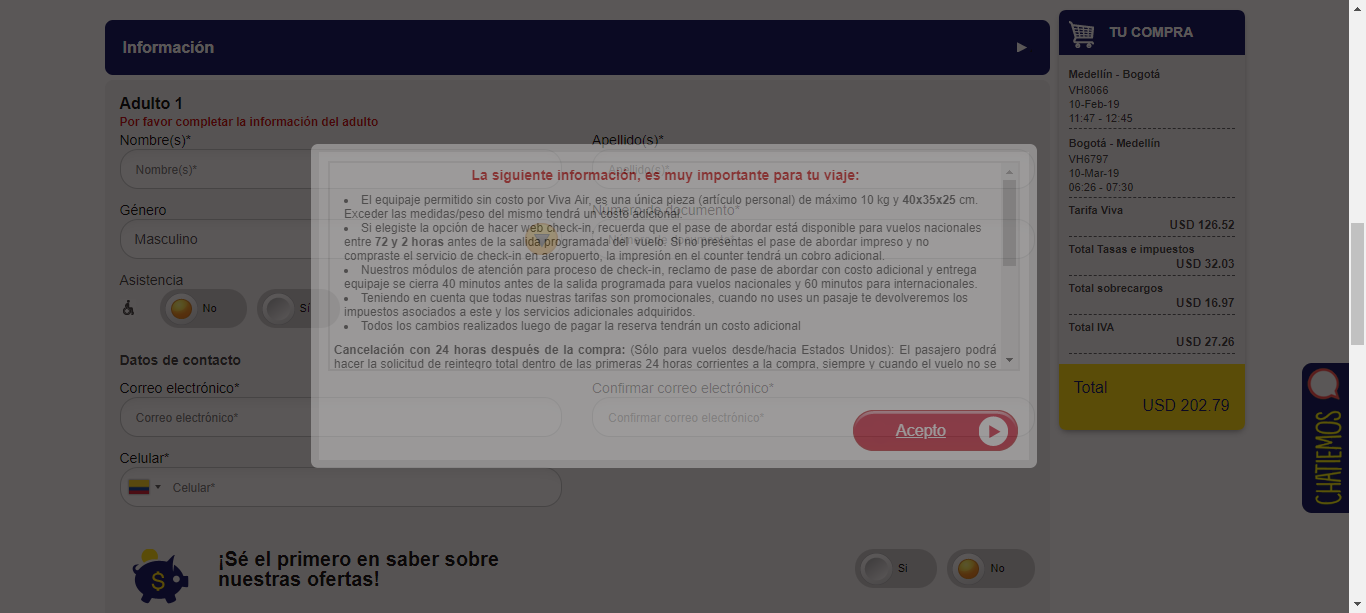 Información
TU COMPRA
Medellín - Bogotá
VH8066
10-Feb-19
11:47 - 12:45
Bogotá - Medellín
VH6797
10-Mar-19
06:26 - 07:30
Tarifa Viva
USD 126.52
Total Tasas e impuestos
USD 32.03
Total sobrecargos
USD 16.97
Total IVA
USD 27.26
Total
USD 202.79
CHATIEMOS
Adulto 1
Por favor completar la información del adulto
Nombre(s)*
Apellido(s)*
Nombre(s)*
Apellido(s)*
Género
Número de documento*
Masculino
Número de documento*
Asistencia
No
Sí
Datos de contacto
Correo electrónico*
Confirmar correo electrónico*
Correo electrónico*
Confirmar correo electrónico*
Celular*
Celular*
La siguiente información, es muy importante para tu viaje:
• El equipaje permitido sin costo por Viva Air, es una única pieza (artículo personal) de máximo 10 kg y 40x35x25 cm.
Exceder las medidas/peso del mismo tendrá un costo adicional.
• Si elegiste la opción de hacer web check-in, recuerda que el pase de abordar está disponible para vuelos nacionales
entre 72 y 2 horas antes de la salida programada del vuelo. Si no presentas el pase de abordar impreso y no
compraste el servicio de check-in en aeropuerto, la impresión en el counter tendrá un cobro adicional.
• Nuestros módulos de atención para proceso de check-in, reclamo de pase de abordar con costo adicional y entrega
equipaje se cierra 40 minutos antes de la salida programada para vuelos nacionales y 60 minutos para internacionales.
• Teniendo en cuenta que todas nuestras tarifas son promocionales, cuando no uses un pasaje te devolveremos los
impuestos asociados a este y los servicios adicionales adquiridos.
• Todos los cambios realizados luego de pagar la reserva tendrán un costo adicional
Cancelación con 24 horas después de la compra: (Sólo para vuelos desde/hacia Estados Unidos): El pasajero podrá
hacer la solicitud de reintegro total dentro de las primeras 24 horas corrientes a la compra, siempre y cuando el vuelo no se
Acepto
¡Sé el primero en saber sobre
nuestras ofertas!
Si
No